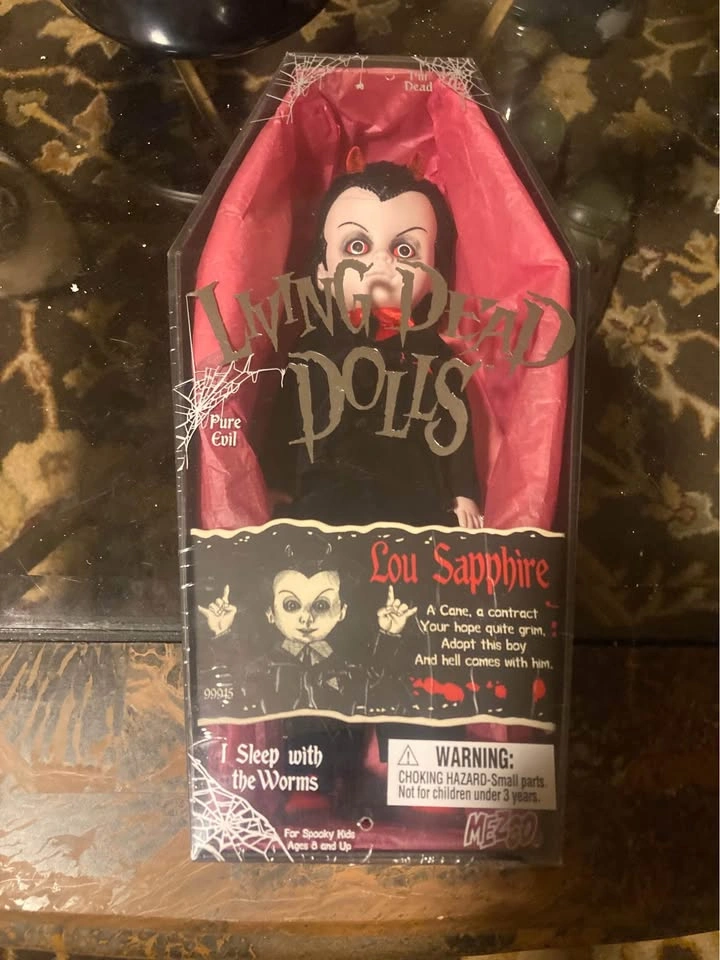 I'm
Dead
LIVING DEAD
DOLLS
Pure
Evil
Lou Sapphire
A Cane, a contract
Your hope quite grim,
Adopt this boy
And hell comes with him.
99915
I Sleep with
the Worms
WARNING:
CHOKING HAZARD-Small parts.
Not for children under 3 years.
For Spooky Kids
Ages 8 and Up
MEZCO